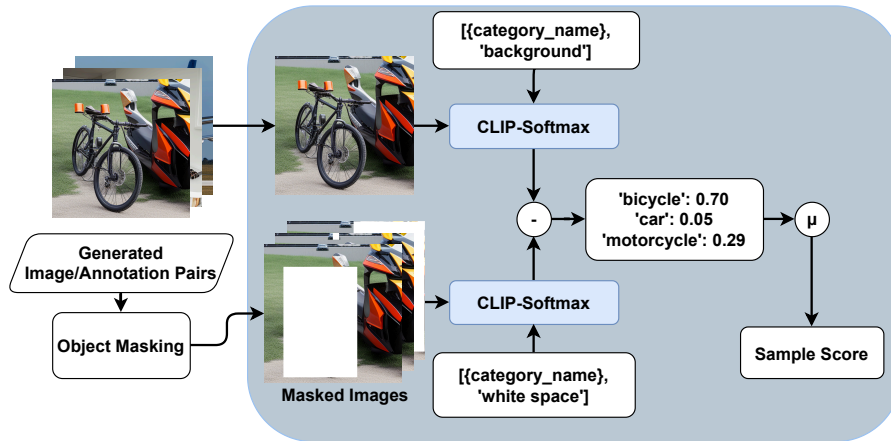 [{category_name},
'background']
CLIP-Softmax
Generated
Image/Annotation Pairs
Object Masking
-
'bicycle': 0.70
'car': 0.05
'motorcycle': 0.29
μ
CLIP-Softmax
Masked Images
[{category_name},
'white space']
Sample Score